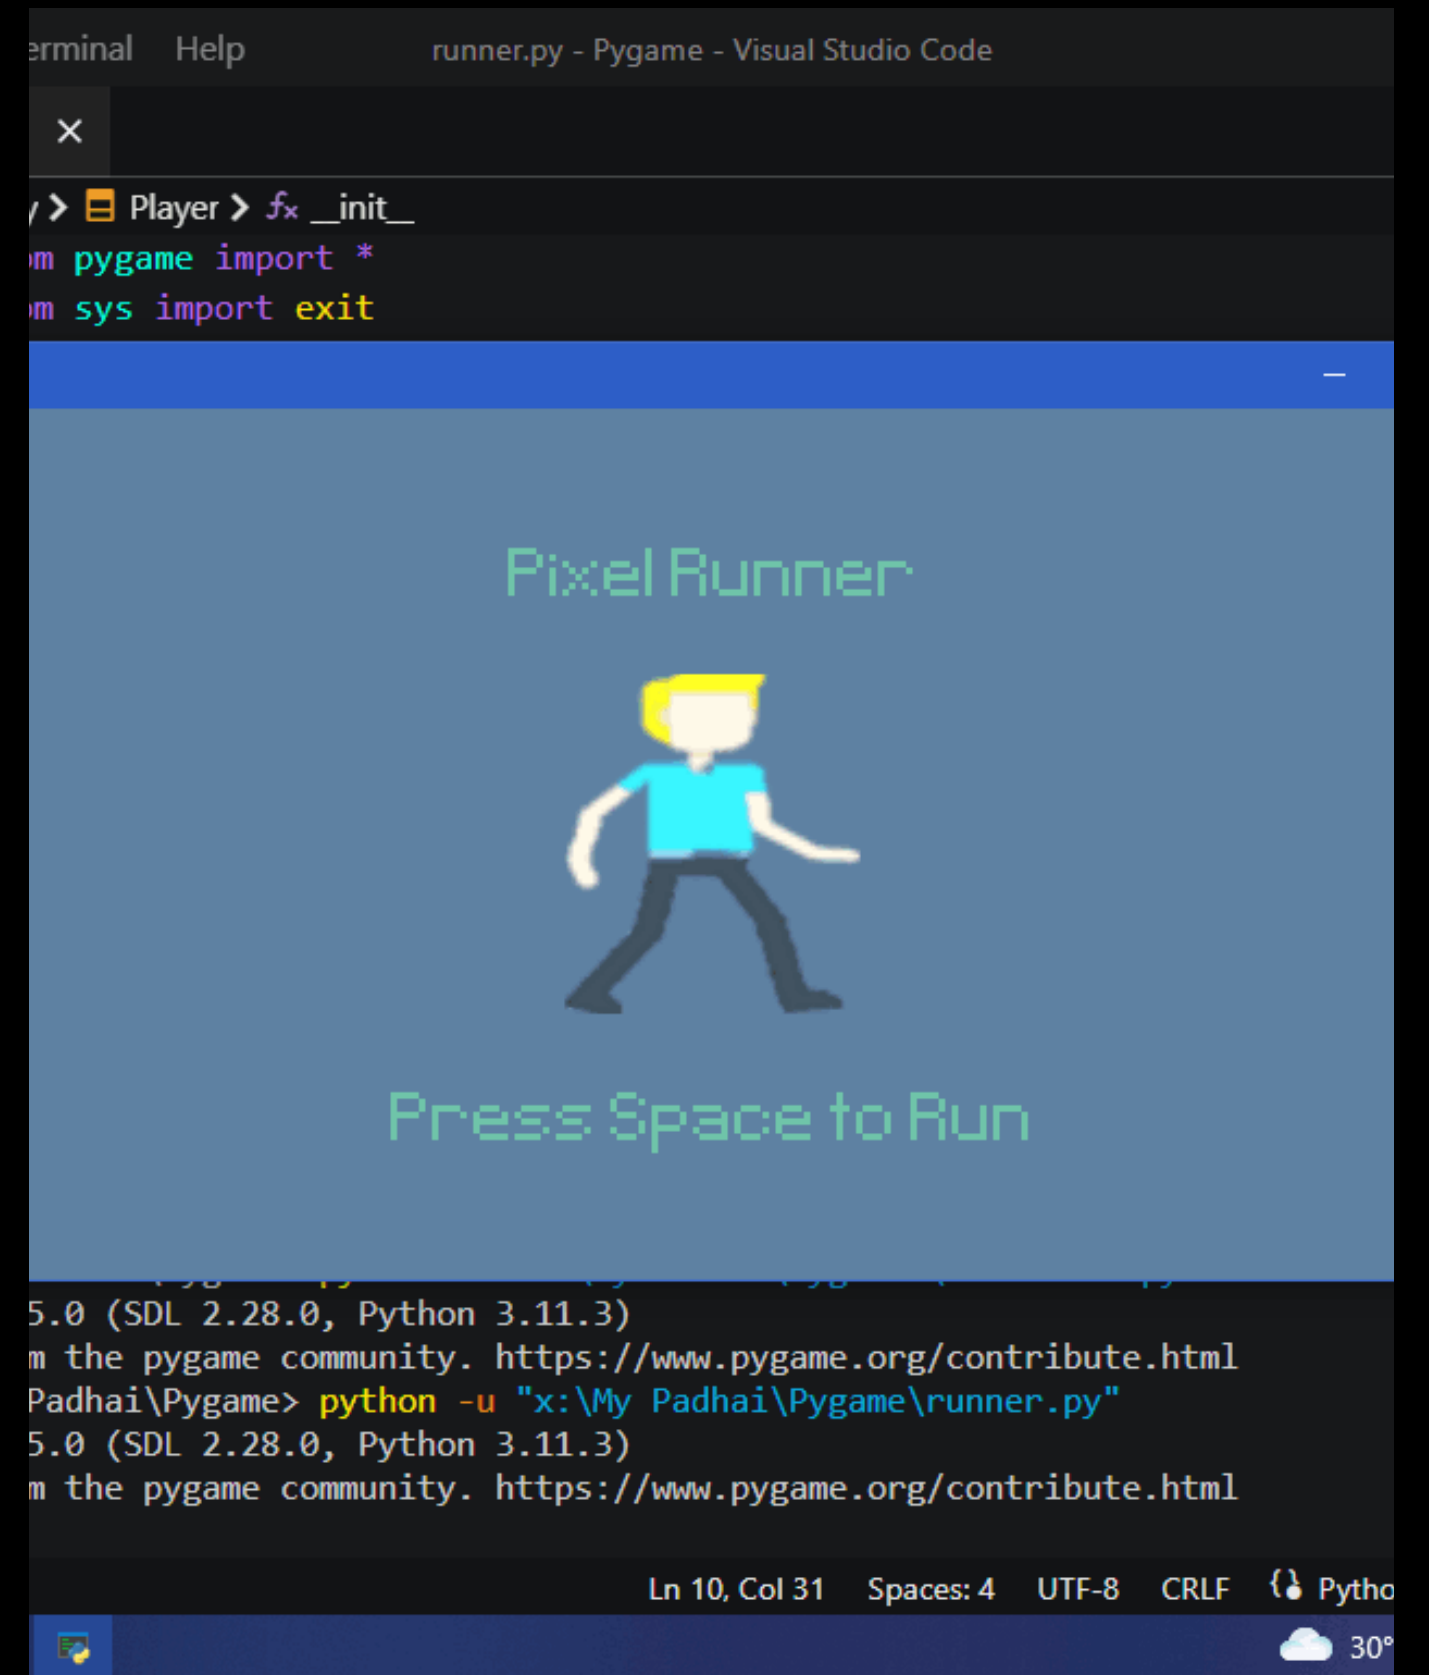 erminal Help runner.py - Pygame - Visual Studio Code
y > Player > __init__
om pygame import *
om sys import exit
Pixel Runner
Press Space to Run
5.0 (SDL 2.28.0, Python 3.11.3)
m the pygame community. https://www.pygame.org/contribute.html
Padhai\Pygame> python -u "x:\My Padhai\Pygame\runner.py"
5.0 (SDL 2.28.0, Python 3.11.3)
m the pygame community. https://www.pygame.org/contribute.html
Ln 10, Col 31 Spaces: 4 UTF-8 CRLF Pytho
30°